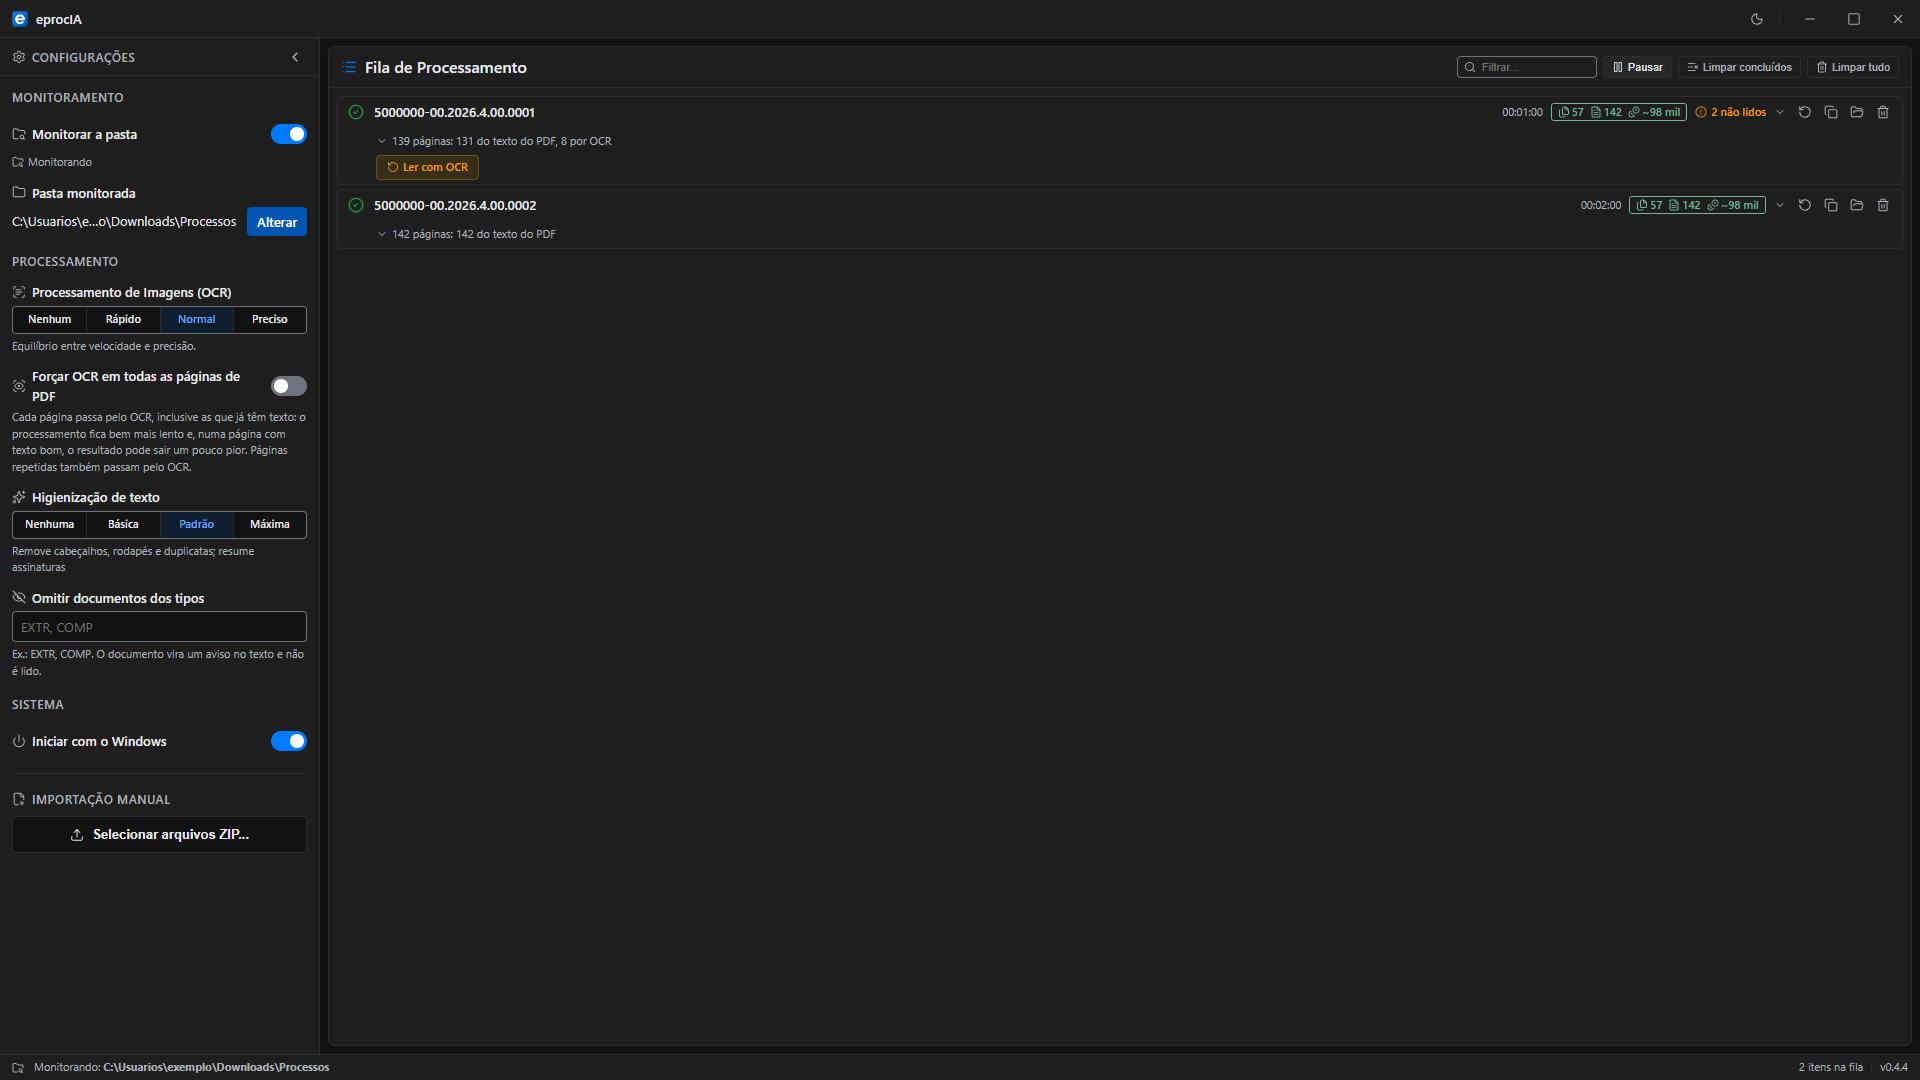 eprocIA
CONFIGURAÇÕES
MONITORAMENTO
Monitorar a pasta
Monitorando
Pasta monitorada
C:\Usuarios\e...o\Downloads\Processos
Alterar
PROCESSAMENTO
Processamento de Imagens (OCR)
Nenhum Rápido Normal Preciso
Equilíbrio entre velocidade e precisão.
Forçar OCR em todas as páginas de
PDF
Cada página passa pelo OCR, inclusive as que já têm texto: o
processamento fica bem mais lento e, numa página com
texto bom, o resultado pode sair um pouco pior. Páginas
repetidas também passam pelo OCR.
Higienização de texto
Nenhuma Básica Padrão Máxima
Remove cabeçalhos, rodapés e duplicatas; resume
assinaturas
Omitir documentos dos tipos
EXTR, COMP
Ex.: EXTR, COMP. O documento vira um aviso no texto e não
é lido.
SISTEMA
Iniciar com o Windows
IMPORTAÇÃO MANUAL
Selecionar arquivos ZIP...
Fila de Processamento
Filtrar...
Pausar
Limpar concluídos
Limpar tudo
5000000-00.2026.4.00.0001
00:01:00 57 142 ~98 mil 2 não lidos
139 páginas: 131 do texto do PDF, 8 por OCR
Ler com OCR
5000000-00.2026.4.00.0002
00:02:00 57 142 ~98 mil
142 páginas: 142 do texto do PDF
Monitorando: C:\Usuarios\exemplo\Downloads\Processos
2 itens na fila
v0.4.4